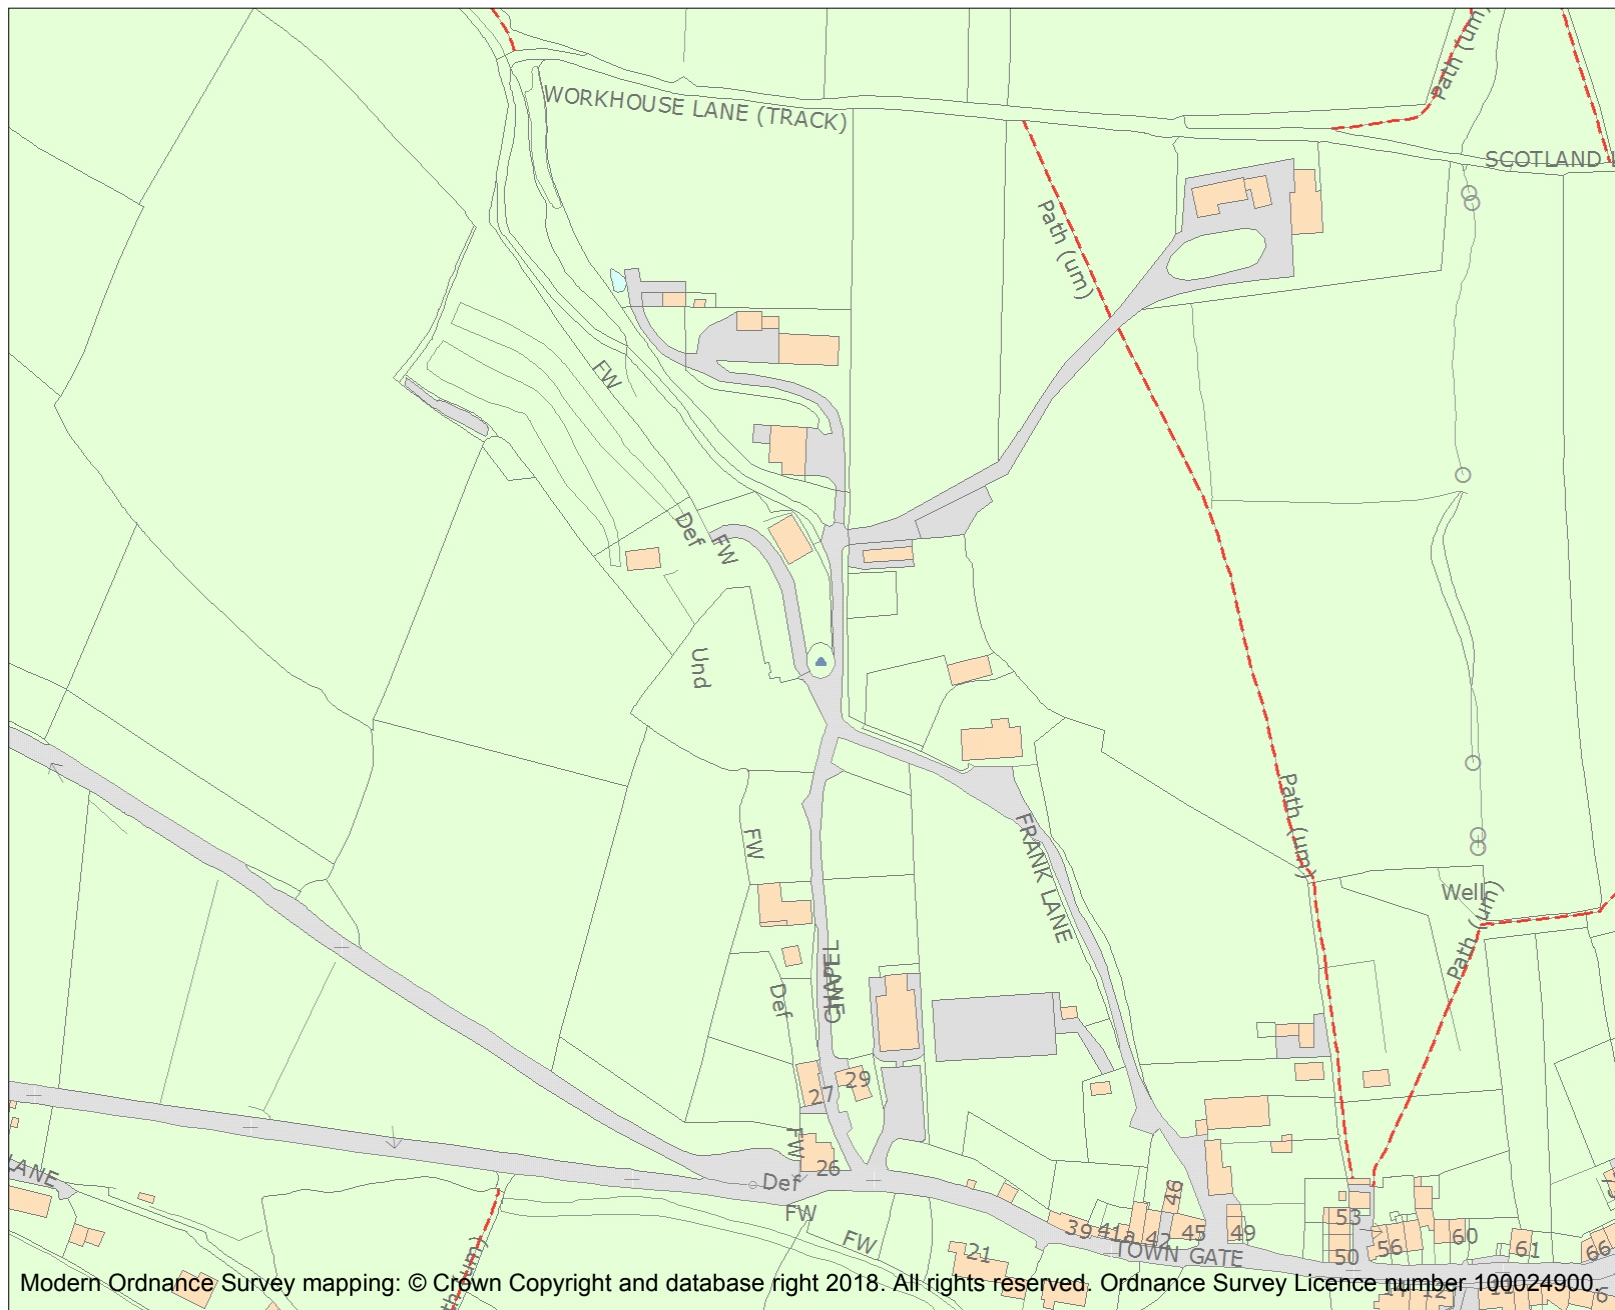 Path (um)
WORKHOUSE LANE (TRACK)
SCOTLAND
Path (um)
FW
Def
FW
Und
Path (um)
FW
FRANK LANE
Well
Path (um)
CHAPEL
Def
29
27
FW
26
LANE
Def
FW
46
53
39
41a
42
45
49
56
60
FW
21
TOWN GATE
50
61
66
Modern Ordnance Survey mapping: © Crown Copyright and database right 2018. All rights reserved. Ordnance Survey Licence number 100024900.